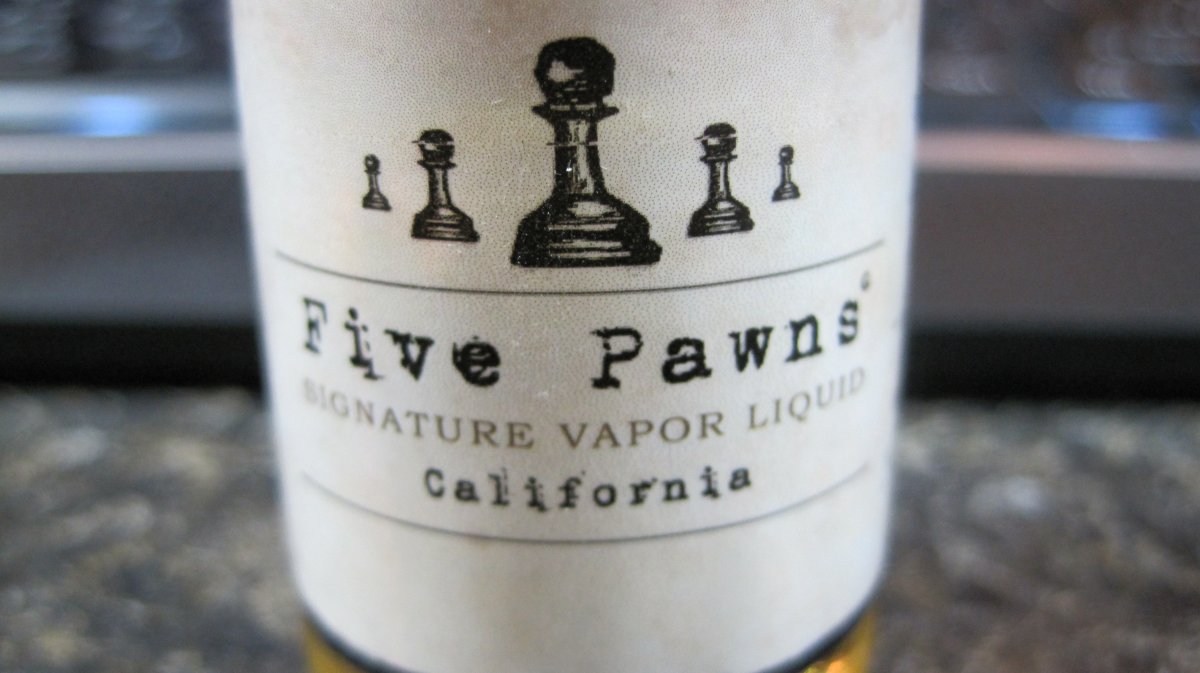 Five Pawns®
SIGNATURE VAPOR LIQUID
California